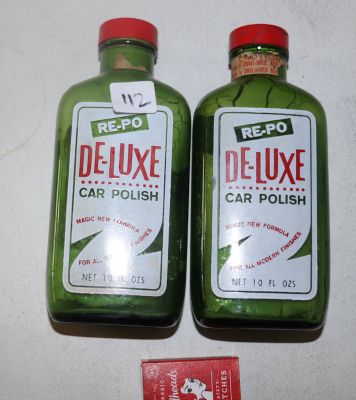 112
RE-PO
DE-LUXE
CAR POLISH
MAGIC NEW FORMULA
FOR ALL
FINISHES
NET 10 FL OZS
RE-PO
DE-LUXE
CAR POLISH
MAGIC NEW FORMULA
FOR ALL MODERN FINISHES
NET 10 FL OZS